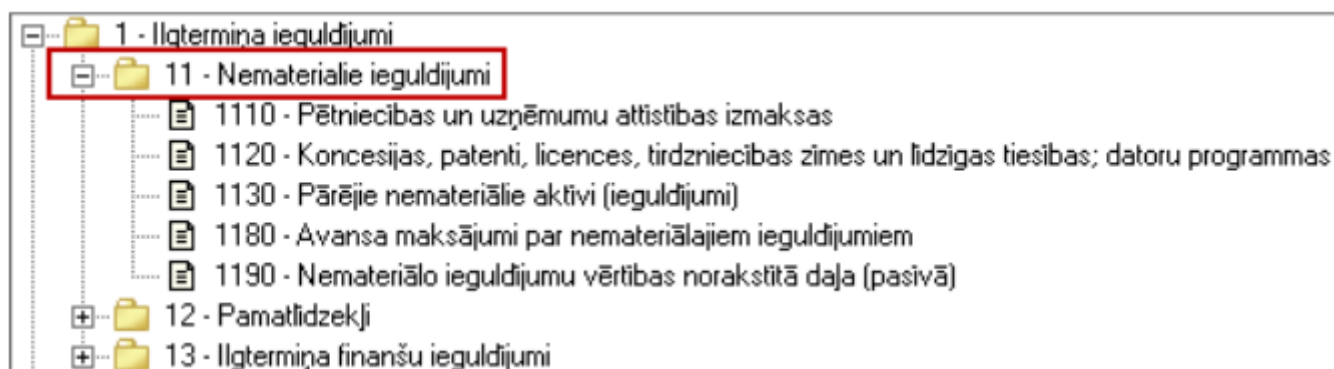 1 - Ilgtermiņa ieguldījumi
11 - Nemateriālie ieguldījumi
1110 - Pētniecības un uzņēmumu attīstības izmaksas
1120 - Koncesijas, patenti, licences, tirdzniecības zīmes un līdzīgas tiesības; datoru programmas
1130 - Pārējie nemateriālie aktīvi (ieguldījumi)
1180 - Avansa maksājumi par nemateriālajiem ieguldījumiem
1190 - Nemateriālo ieguldījumu vērtības norakstītā daļa (pasīvā)
12 - Pamatlīdzekļi
13 - Ilgtermiņa finanšu ieguldījumi